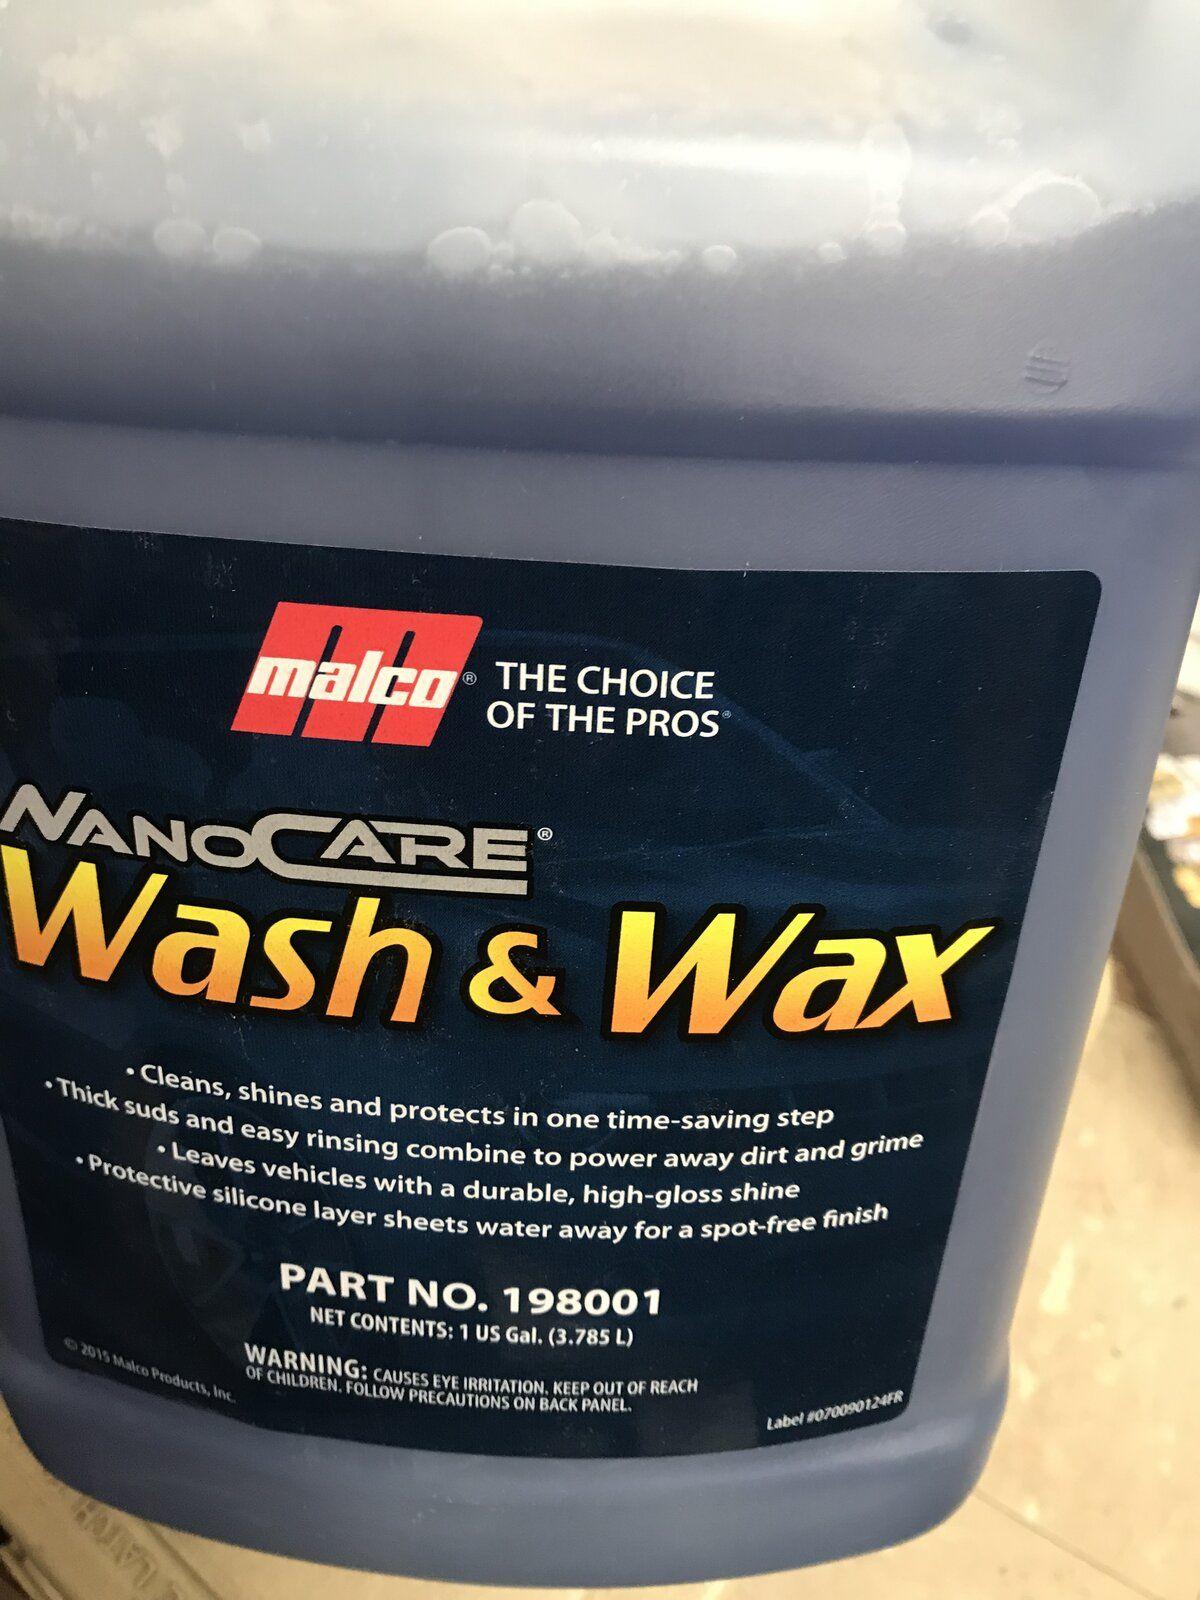 malco®
THE CHOICE
OF THE PROS®
NANOCARE®
Wash & Wax
• Cleans, shines and protects in one time-saving step
• Thick suds and easy rinsing combine to power away dirt and grime
• Leaves vehicles with a durable, high-gloss shine
• Protective silicone layer sheets water away for a spot-free finish
PART NO. 198001
NET CONTENTS: 1 US Gal. (3.785 L)
WARNING: CAUSES EYE IRRITATION. KEEP OUT OF REACH
OF CHILDREN. FOLLOW PRECAUTIONS ON BACK PANEL.
© 2015 Malco Products, Inc.
Label #070090124FR